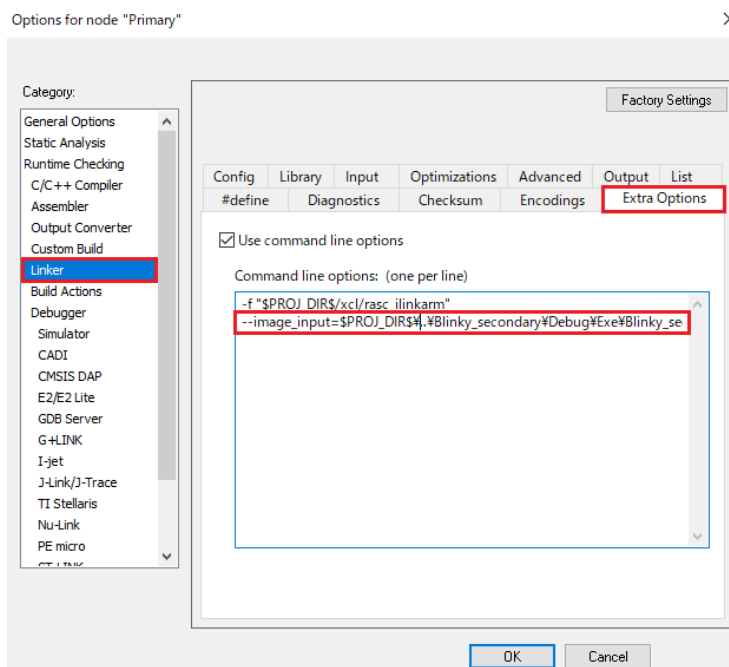 Options for node "Primary"
Category:
General Options
Static Analysis
Runtime Checking
C/C++ Compiler
Assembler
Output Converter
Custom Build
Linker
Build Actions
Debugger
Simulator
CADI
CMSIS DAP
E2/E2 Lite
GDB Server
G+LINK
I-jet
J-Link/J-Trace
TI Stellaris
Nu-Link
PE micro
ST-LINK
Factory Settings
Config Library Input Optimizations Advanced Output List
#define Diagnostics Checksum Encodings Extra Options
Use command line options
Command line options: (one per line)
-f "$PROJ_DIR$/xcl/rasc_ilinkarm"
--image_input=$PROJ_DIR$¥..¥Blinky_secondary¥Debug¥Exe¥Blinky_se
OK Cancel